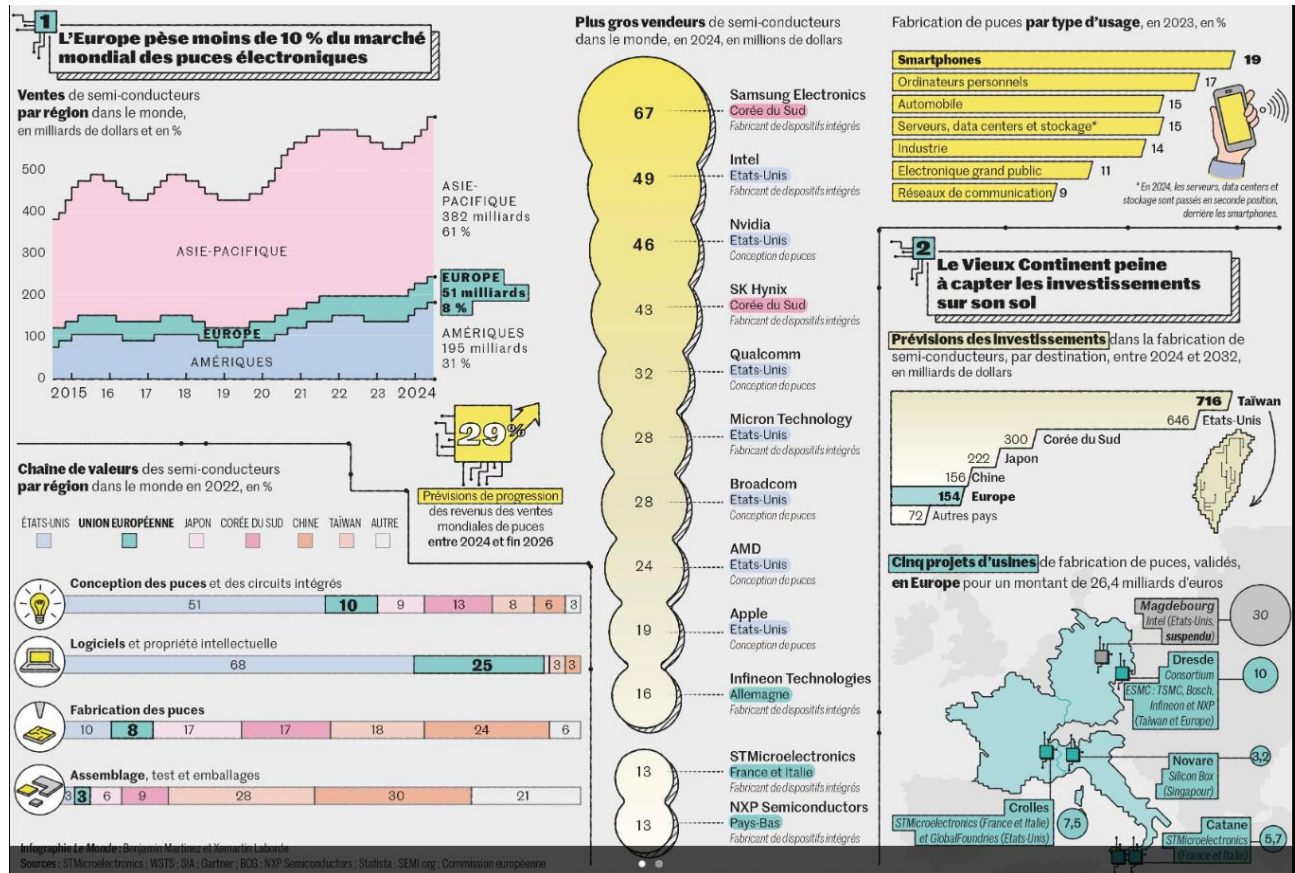 1
L'Europe pèse moins de 10 % du marché
mondial des puces électroniques
Ventes de semi-conducteurs
par région dans le monde,
en milliards de dollars et en %
500
400
300
200
100
0
2015 16 17 18 19 20 21 22 23 2024
ASIE-PACIFIQUE
EUROPE
AMÉRIQUES
ASIE-
PACIFIQUE
382 milliards
61 %
EUROPE
51 milliards
8 %
AMÉRIQUES
195 milliards
31 %
29%
Prévisions de progression
des revenus des ventes
mondiales de puces
entre 2024 et fin 2026
Chaîne de valeurs des semi-conducteurs
par région dans le monde en 2022, en %
ÉTATS-UNIS UNION EUROPÉENNE JAPON CORÉE DU SUD CHINE TAÏWAN AUTRE
Conception des puces et des circuits intégrés
51 10 9 13 8 6 3
Logiciels et propriété intellectuelle
68 25 3 3
Fabrication des puces
10 8 17 17 18 24 6
Assemblage, test et emballages
3 3 6 9 28 30 21
Infographie Le Monde : Benjamin Martinez et Xemartin Laborde
Sources : STMicroelectronics ; WSTS ; SIA ; Gartner ; BCG ; NXP Semiconductors ; Statista ; SEMI.org ; Commission européenne
Plus gros vendeurs de semi-conducteurs
dans le monde, en 2024, en millions de dollars
67
Samsung Electronics
Corée du Sud
Fabricant de dispositifs intégrés
49
Intel
Etats-Unis
Fabricant de dispositifs intégrés
46
Nvidia
Etats-Unis
Conception de puces
43
SK Hynix
Corée du Sud
Fabricant de dispositifs intégrés
32
Qualcomm
Etats-Unis
Conception de puces
28
Micron Technology
Etats-Unis
Fabricant de dispositifs intégrés
28
Broadcom
Etats-Unis
Conception de puces
24
AMD
Etats-Unis
Conception de puces
19
Apple
Etats-Unis
Conception de puces
16
Infineon Technologies
Allemagne
Fabricant de dispositifs intégrés
13
STMicroelectronics
France et Italie
Fabricant de dispositifs intégrés
13
NXP Semiconductors
Pays-Bas
Fabricant de dispositifs intégrés
Fabrication de puces par type d'usage, en 2023, en %
Smartphones 19
Ordinateurs personnels 17
Automobile 15
Serveurs, data centers et stockage* 15
Industrie 14
Electronique grand public 11
Réseaux de communication 9
* En 2024, les serveurs, data centers et
stockage sont passés en seconde position,
derrière les smartphones.
2
Le Vieux Continent peine
à capter les investissements
sur son sol
Prévisions des investissements dans la fabrication de
semi-conducteurs, par destination, entre 2024 et 2032,
en milliards de dollars
716 Taïwan
646 Etats-Unis
300 Corée du Sud
222 Japon
156 Chine
154 Europe
72 Autres pays
Cinq projets d'usines de fabrication de puces, validés,
en Europe pour un montant de 26,4 milliards d'euros
Magdebourg
Intel (Etats-Unis,
suspendu)
30
Dresde
Consortium
ESMC : TSMC, Bosch,
Infineon et NXP
(Taïwan et Europe)
10
Novare
Silicon Box
(Singapour)
3,2
Crolles
STMicroelectronics (France et Italie)
et GlobalFoundries (Etats-Unis)
7,5
Catane
STMicroelectronics
(France et Italie)
5,7